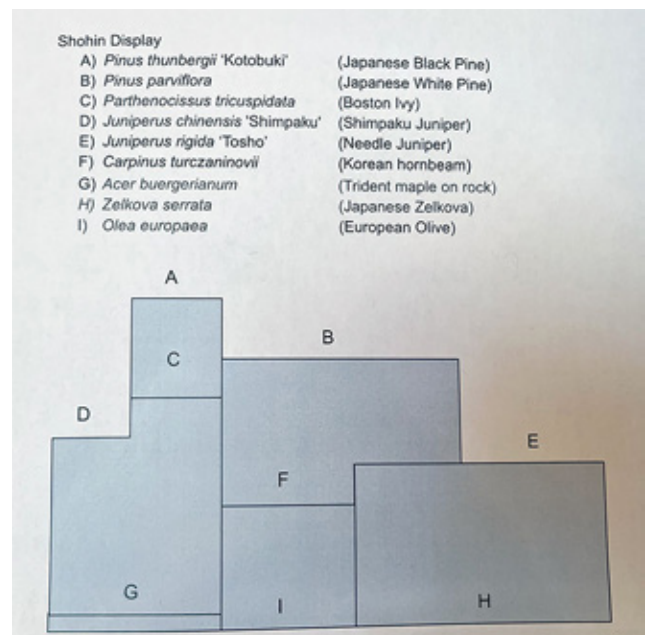 Shohin Display
A) Pinus thunbergii 'Kotobuki' (Japanese Black Pine)
B) Pinus parviflora (Japanese White Pine)
C) Parthenocissus tricuspidata (Boston Ivy)
D) Juniperus chinensis 'Shimpaku' (Shimpaku Juniper)
E) Juniperus rigida 'Tosho' (Needle Juniper)
F) Carpinus turczaninovii (Korean hornbeam)
G) Acer buergerianum (Trident maple on rock)
H) Zelkova serrata (Japanese Zelkova)
I) Olea europaea (European Olive)
A
B
C
D
E
F
G
I
H